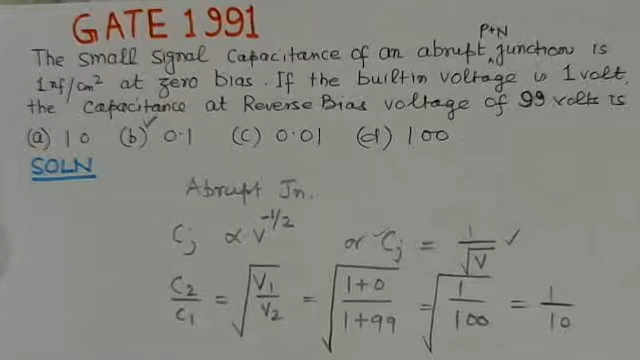 GATE 1991
The small signal Capacitance of an abrupt P+N junction is
1nf/cm² at zero bias. If the builtin voltage is 1 volt.
the Capacitance at Reverse Bias voltage of 99 volts is
(a) 10 (b) 0.1 (c) 0.01 (d) 100
SOLN
Abrupt Jn.
Cj ∝ V^-1/2 or Cj = 1/√V ✓
C2/C1 = √(V1/V2) = √((1+0)/(1+99)) = √(1/100) = 1/10